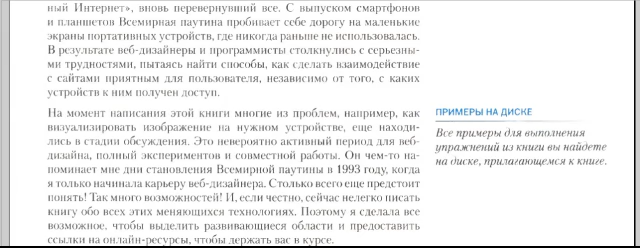 ный Интернет», вновь перевернувший все. С выпуском смартфонов
и планшетов Всемирная паутина пробивает себе дорогу на маленькие
экраны портативных устройств, где никогда раньше не использовалась.
В результате веб-дизайнеры и программисты столкнулись с серьезны-
ми трудностями, пытаясь найти способы, как сделать взаимодействие
с сайтами приятным для пользователя, независимо от того, с каких
устройств к ним получен доступ.
На момент написания этой книги многие из проблем, например, как
визуализировать изображение на нужном устройстве, еще находи-
лись в стадии обсуждения. Это невероятно активный период для веб-
дизайна, полный экспериментов и совместной работы. Он чем-то на-
поминает мне дни становления Всемирной паутины в 1993 году, когда
я только начинала карьеру веб-дизайнера. Столько всего еще предстоит
понять! Так много возможностей! И, если честно, сейчас нелегко писать
книгу обо всех этих меняющихся технологиях. Поэтому я сделала все
возможное, чтобы выделить развивающиеся области и предоставить
ссылки на онлайн-ресурсы, чтобы держать вас в курсе.
ПРИМЕРЫ НА ДИСКЕ
Все примеры для выполнения
упражнений из книги вы найдете
на диске, прилагающемся к книге.